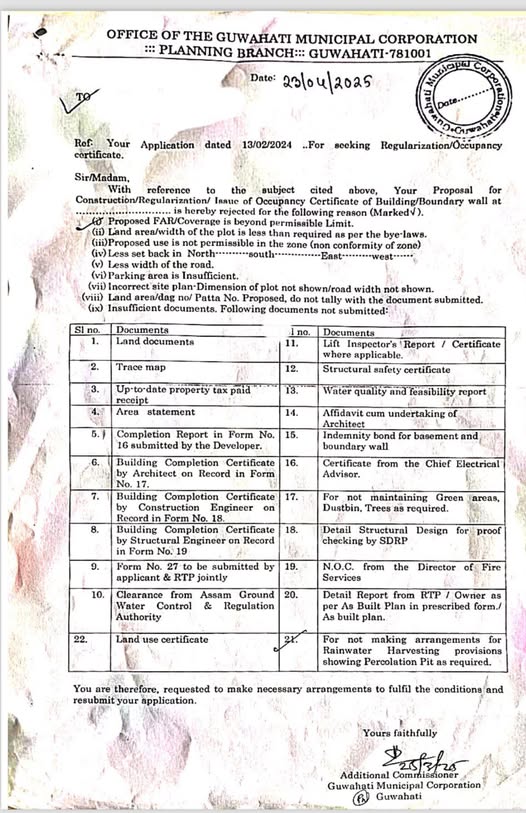 OFFICE OF THE GUWAHATI MUNICIPAL CORPORATION
::: PLANNING BRANCH::: GUWAHATI-781001
Date: 23/04/2025
Guwahati Municipal Corporation
Date...........
TO
Ref: Your Application dated 13/02/2024 ..For seeking Regularization/Occupancy
certificate.
Sir/Madam,
With reference to the subject cited above, Your Proposal for
Construction/Regularization/ Issue of Occupancy Certificate of Building/Boundary wall at
........................ is hereby rejected for the following reason (Marked√).
(i) Proposed FAR/Coverage is beyond permissible Limit.
(ii) Land area/width of the plot is less than required as per the bye-laws.
(iii)Proposed use is not permissible in the zone (non conformity of zone)
(iv)Less set back in North-----------south-----------East--------west------
(v) Less width of the road.
(vi) Parking area is Insufficient.
(vii) Incorrect site plan-Dimension of plot not shown/road width not shown.
(viii) Land area/dag no/ Patta No. Proposed, do not tally with the document submitted.
(ix) Insufficient documents. Following documents not submitted:
Sl no. Documents l no. Documents
1. Land documents 11. Lift Inspector's Report / Certificate
where applicable.
2. Trace map 12. Structural safety certificate
3. Up-to-date property tax paid 13. Water quality and feasibility report
receipt
4. Area statement 14. Affidavit cum undertaking of
Architect
5. Completion Report in Form No. 15. Indemnity bond for basement and
16 submitted by the Developer. boundary wall
6. Building Completion Certificate 16. Certificate from the Chief Electrical
by Architect on Record in Form Advisor.
No. 17.
7. Building Completion Certificate 17. For not maintaining Green areas,
by Construction Engineer on Dustbin, Trees as required.
Record in Form No. 18.
8. Building Completion Certificate 18. Detail Structural Design for proof
by Structural Engineer on Record checking by SDRP
in Form No. 19
9. Form No. 27 to be submitted by 19. N.O.C. from the Director of Fire
applicant & RTP jointly Services
10. Clearance from Assam Ground 20. Detail Report from RTP / Owner as
Water Control & Regulation per As Built Plan in prescribed form./
Authority As built plan.
22. Land use certificate 21. For not making arrangements for
Rainwater Harvesting provisions
showing Percolation Pit as required.
You are therefore, requested to make necessary arrangements to fulfil the conditions and
resubmit your application.
Yours faithfully
Additional Commissioner
Guwahati Municipal Corporation
Guwahati